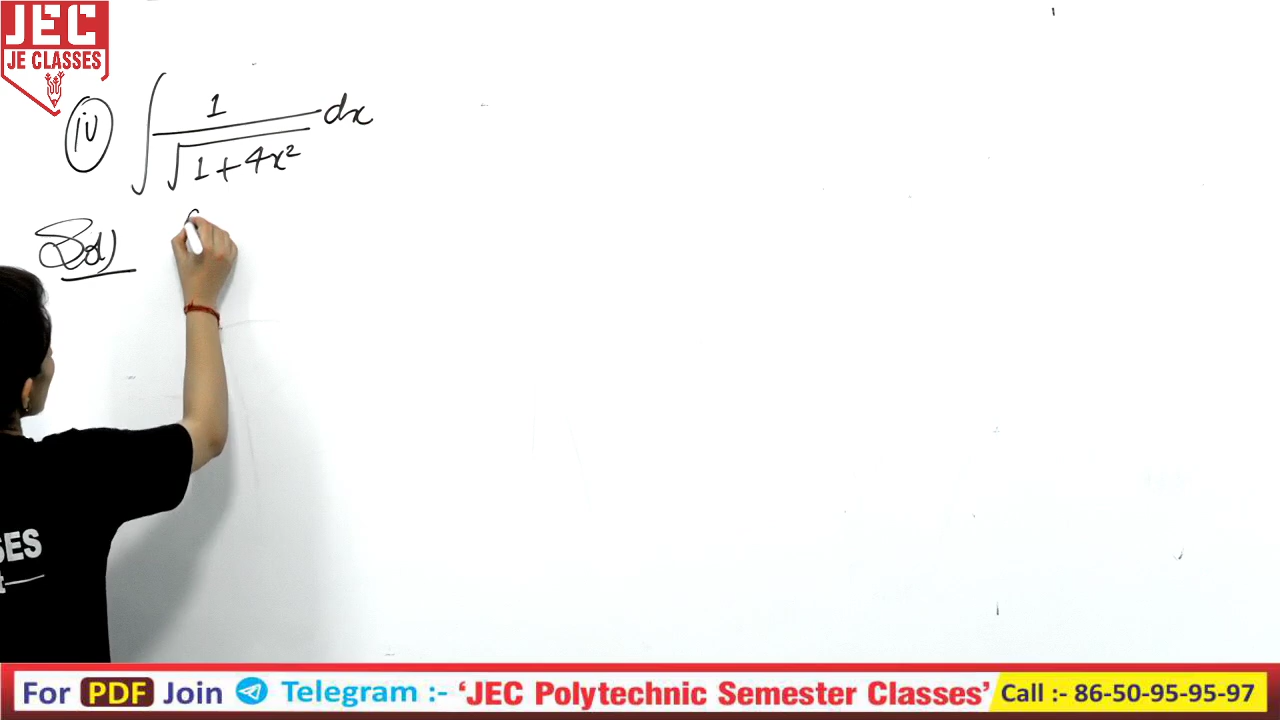 JEC
JE CLASSES
(iv) ∫ 1/√(1+4x²) dx
Sol)
SES
For PDF Join Telegram :- ‘JEC Polytechnic Semester Classes’ Call :- 86-50-95-95-97